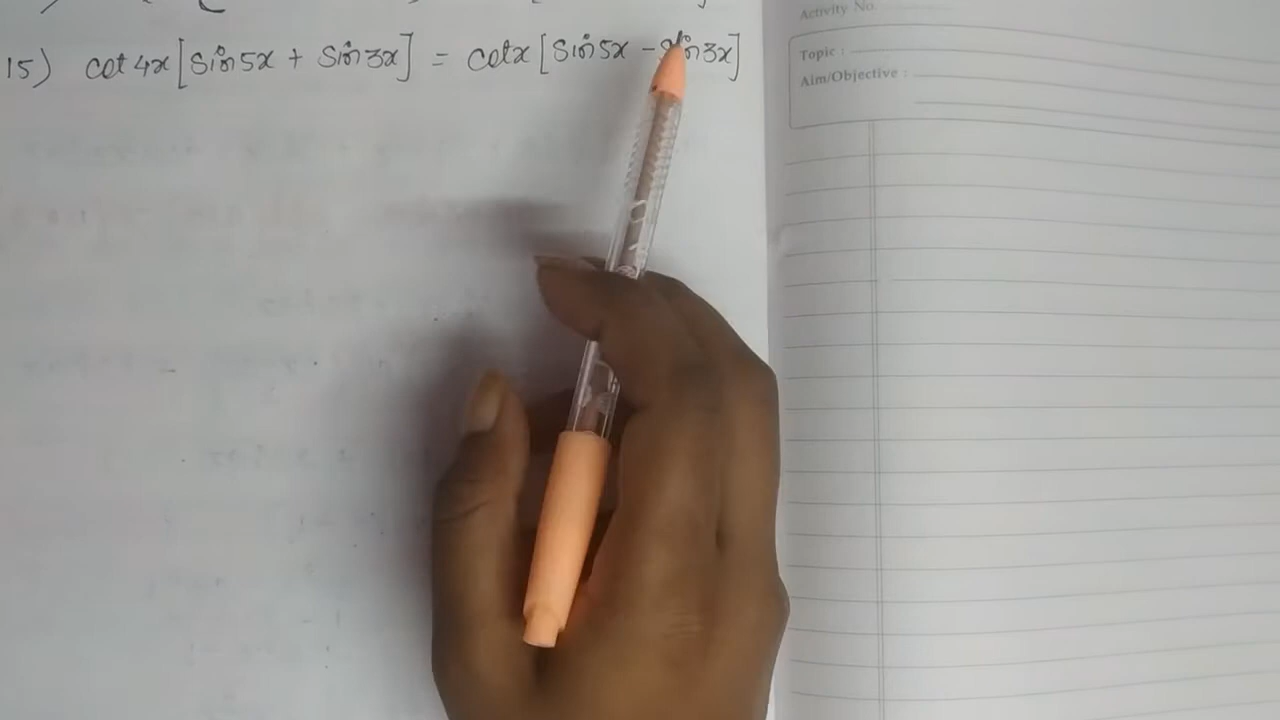 15) cot 4x [sin 5x + sin 3x] = cot x [sin 5x - sin 3x]
Activity No.
Topic :
Aim/Objective :